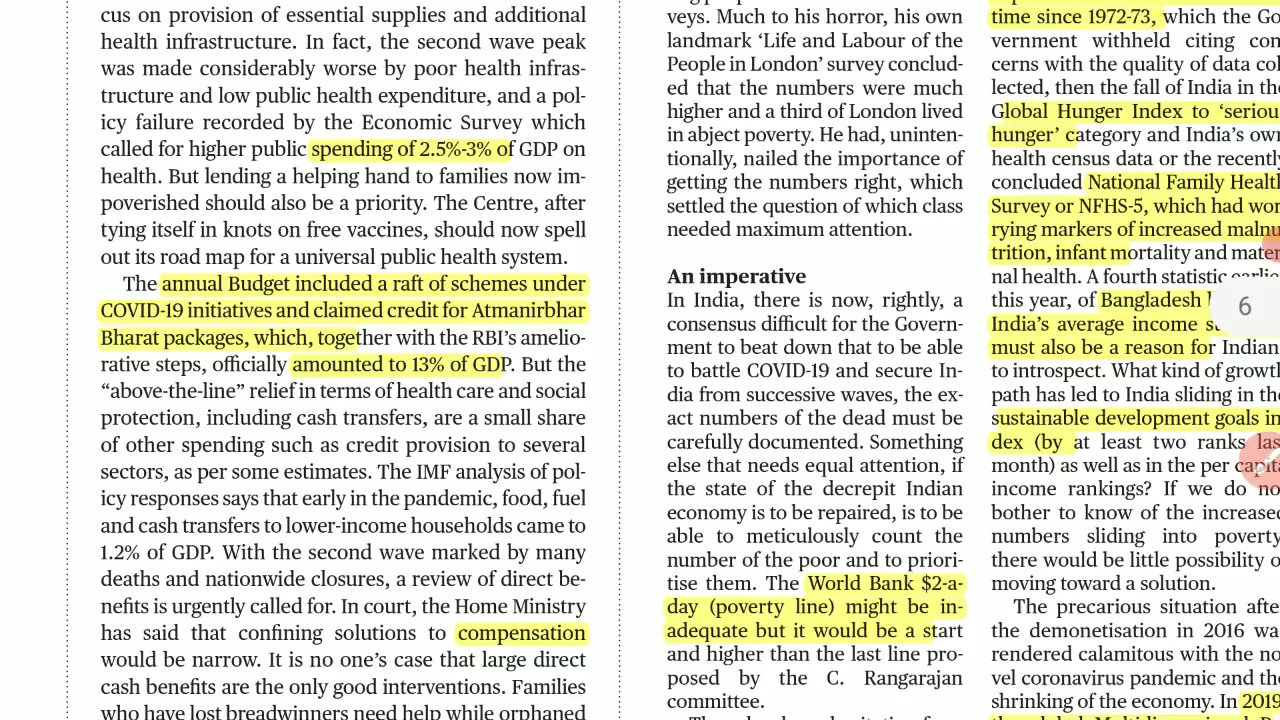 cus on provision of essential supplies and additional
health infrastructure. In fact, the second wave peak
was made considerably worse by poor health infras-
tructure and low public health expenditure, and a pol-
icy failure recorded by the Economic Survey which
called for higher public spending of 2.5%-3% of GDP on
health. But lending a helping hand to families now im-
poverished should also be a priority. The Centre, after
tying itself in knots on free vaccines, should now spell
out its road map for a universal public health system.
The annual Budget included a raft of schemes under
COVID-19 initiatives and claimed credit for Atmanirbhar
Bharat packages, which, together with the RBI’s amelio-
rative steps, officially amounted to 13% of GDP. But the
“above-the-line” relief in terms of health care and social
protection, including cash transfers, are a small share
of other spending such as credit provision to several
sectors, as per some estimates. The IMF analysis of pol-
icy responses says that early in the pandemic, food, fuel
and cash transfers to lower-income households came to
1.2% of GDP. With the second wave marked by many
deaths and nationwide closures, a review of direct be-
nefits is urgently called for. In court, the Home Ministry
has said that confining solutions to compensation
would be narrow. It is no one’s case that large direct
cash benefits are the only good interventions. Families
who have lost breadwinners need help while orphaned
veys. Much to his horror, his own
landmark ‘Life and Labour of the
People in London’ survey conclud-
ed that the numbers were much
higher and a third of London lived
in abject poverty. He had, uninten-
tionally, nailed the importance of
getting the numbers right, which
settled the question of which class
needed maximum attention.
An imperative
In India, there is now, rightly, a
consensus difficult for the Govern-
ment to beat down that to be able
to battle COVID-19 and secure In-
dia from successive waves, the ex-
act numbers of the dead must be
carefully documented. Something
else that needs equal attention, if
the state of the decrepit Indian
economy is to be repaired, is to be
able to meticulously count the
number of the poor and to priori-
tise them. The World Bank $2-a-
day (poverty line) might be in-
adequate but it would be a start
and higher than the last line pro-
posed by the C. Rangarajan
committee.
time since 1972-73, which the Go
vernment withheld citing con
cerns with the quality of data col
lected, then the fall of India in the
Global Hunger Index to ‘seriou
hunger’ category and India’s own
health census data or the recently
concluded National Family Health
Survey or NFHS-5, which had wor
rying markers of increased malnu
trition, infant mortality and mater
nal health. A fourth statistic earlie
this year, of Bangladesh
India’s average income
must also be a reason for Indian
to introspect. What kind of growth
path has led to India sliding in the
sustainable development goals in
dex (by at least two ranks las
month) as well as in the per capita
income rankings? If we do no
bother to know of the increased
numbers sliding into poverty
there would be little possibility o
moving toward a solution.
The precarious situation afte
the demonetisation in 2016 wa
rendered calamitous with the no
vel coronavirus pandemic and the
shrinking of the economy. In 2019
6